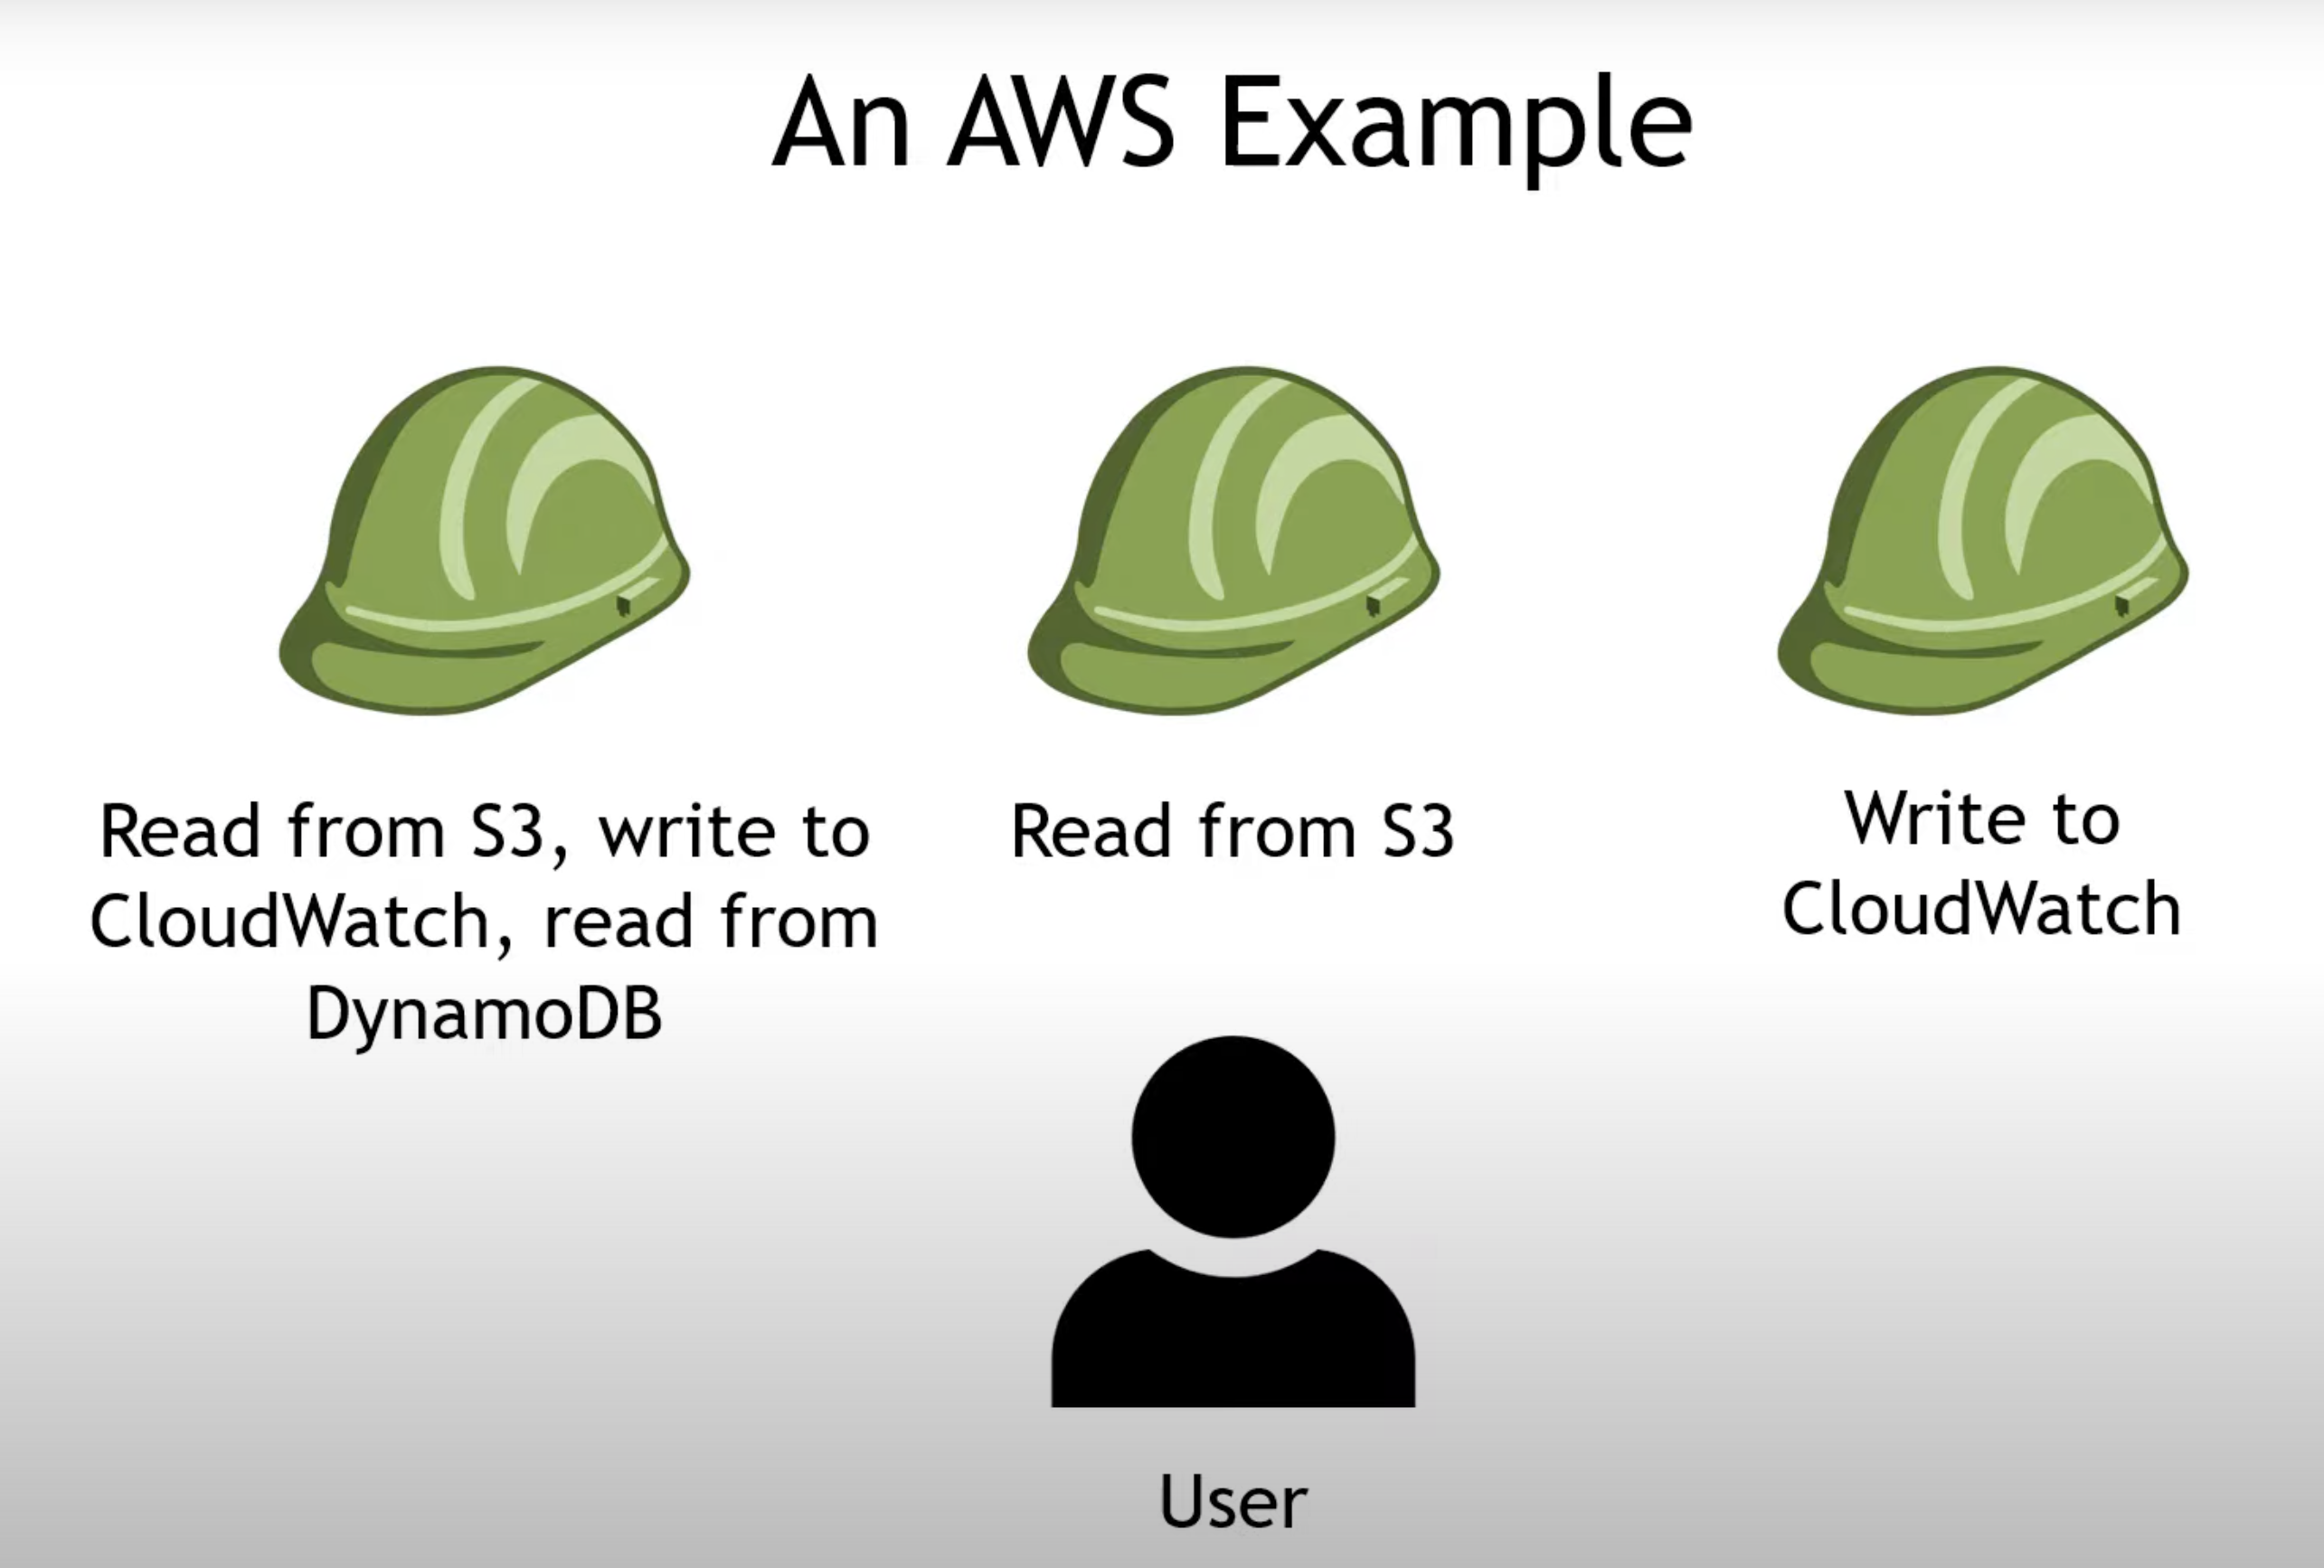 An AWS Example
Read from S3, write to
CloudWatch, read from
DynamoDB
Read from S3
Write to
CloudWatch
User